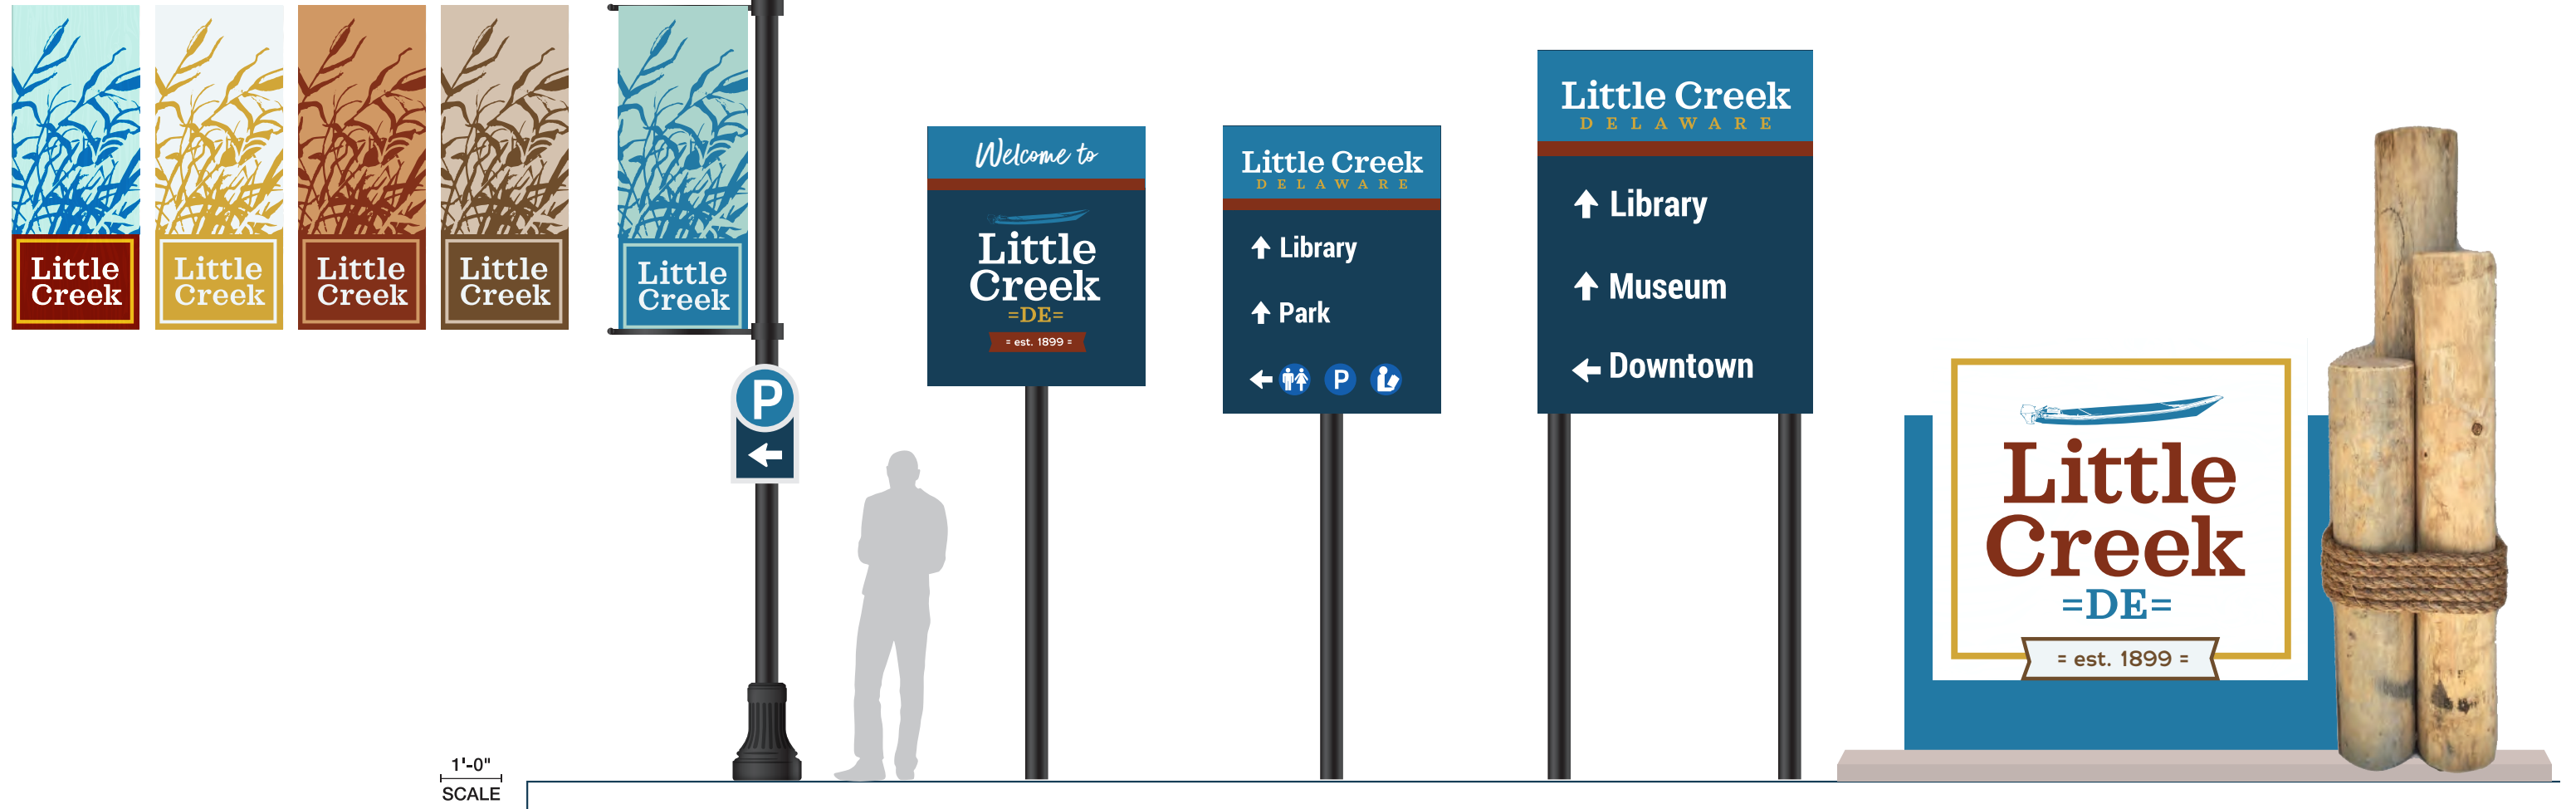 Little
Creek
Little
Creek
Little
Creek
Little
Creek
Little
Creek
P
Welcome to
Little
Creek
=DE=
= est. 1899 =
Little Creek
DELAWARE
Library
Park
P
Little Creek
DELAWARE
Library
Museum
Downtown
Little
Creek
=DE=
= est. 1899 =
1'-0"
SCALE